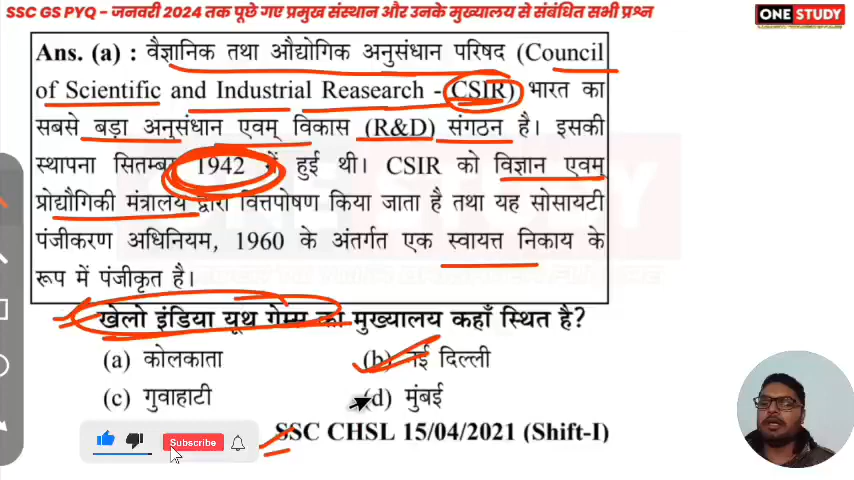 SSC GS PYQ - जनवरी 2024 तक पूछे गए प्रमुख संस्थान और उनके मुख्यालय से संबंधित सभी प्रश्न
ONE STUDY
Ans. (a) : वैज्ञानिक तथा औद्योगिक अनुसंधान परिषद (Council
of Scientific and Industrial Reasearch - CSIR) भारत का
सबसे बड़ा अनुसंधान एवम् विकास (R&D) संगठन है। इसकी
स्थापना सितम्बर 1942 में हुई थी। CSIR को विज्ञान एवम्
प्रोद्यौगिकी मंत्रालय द्वारा वित्तपोषण किया जाता है तथा यह सोसायटी
पंजीकरण अधिनियम, 1960 के अंतर्गत एक स्वायत्त निकाय के
रूप में पंजीकृत है।
खेलो इंडिया यूथ गेम्स का मुख्यालय कहाँ स्थित है?
(a) कोलकाता (b) नई दिल्ली
(c) गुवाहाटी (d) मुंबई
Subscribe
SSC CHSL 15/04/2021 (Shift-I)